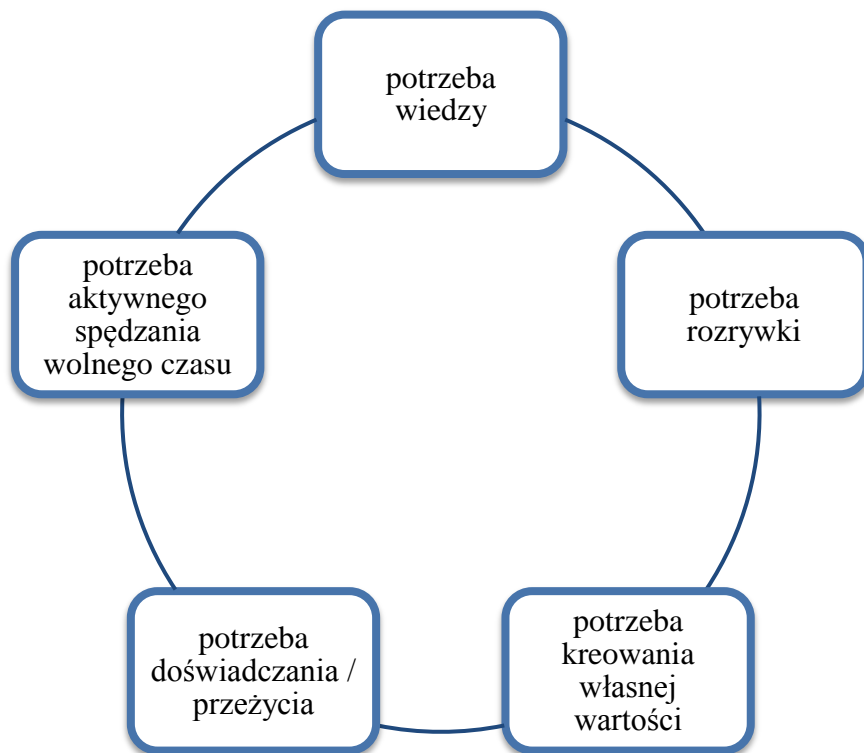 potrzeba
wiedzy
potrzeba
rozrywki
potrzeba
kreowania
własnej
wartości
potrzeba
doświadczania /
przeżycia
potrzeba
aktywnego
spędzania
wolnego czasu